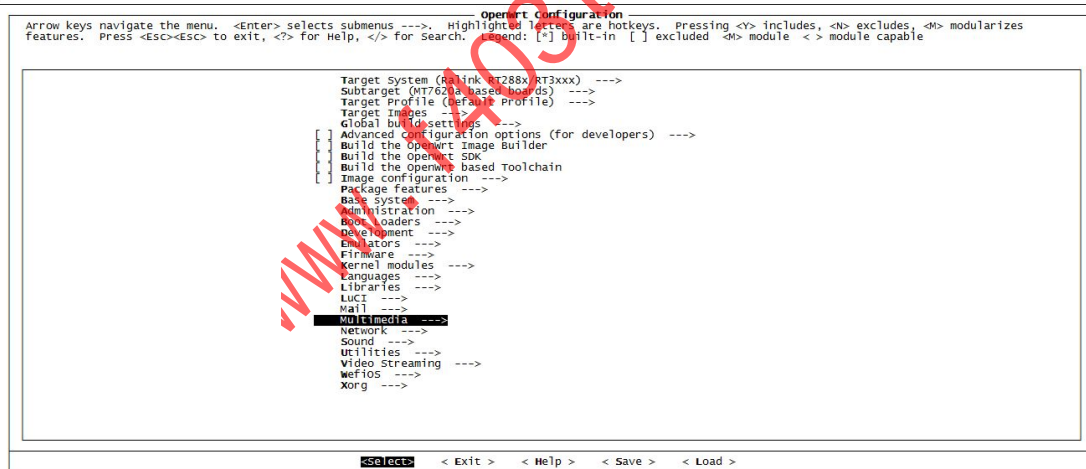 OpenWrt Configuration
Arrow keys navigate the menu. <Enter> selects submenus --->. Highlighted letters are hotkeys. Pressing <Y> includes, <N> excludes, <M> modularizes
features. Press <Esc><Esc> to exit, <?> for Help, </> for Search. Legend: [*] built-in [ ] excluded <M> module < > module capable
Target System (Ralink RT288x/RT3xxx) --->
Subtarget (MT7620a based boards) --->
Target Profile (Default Profile) --->
Target Images --->
Global build settings --->
[ ] Advanced configuration options (for developers) --->
[ ] Build the OpenWrt Image Builder
[ ] Build the OpenWrt SDK
[ ] Build the OpenWrt based Toolchain
[ ] Image configuration --->
Package features --->
Base system --->
Administration --->
Boot Loaders --->
Development --->
Emulators --->
Firmware --->
Kernel modules --->
Languages --->
Libraries --->
LuCI --->
Mail --->
Multimedia --->
Network --->
Sound --->
Utilities --->
Video Streaming --->
WefiOS --->
Xorg --->
<Select> < Exit > < Help > < Save > < Load >